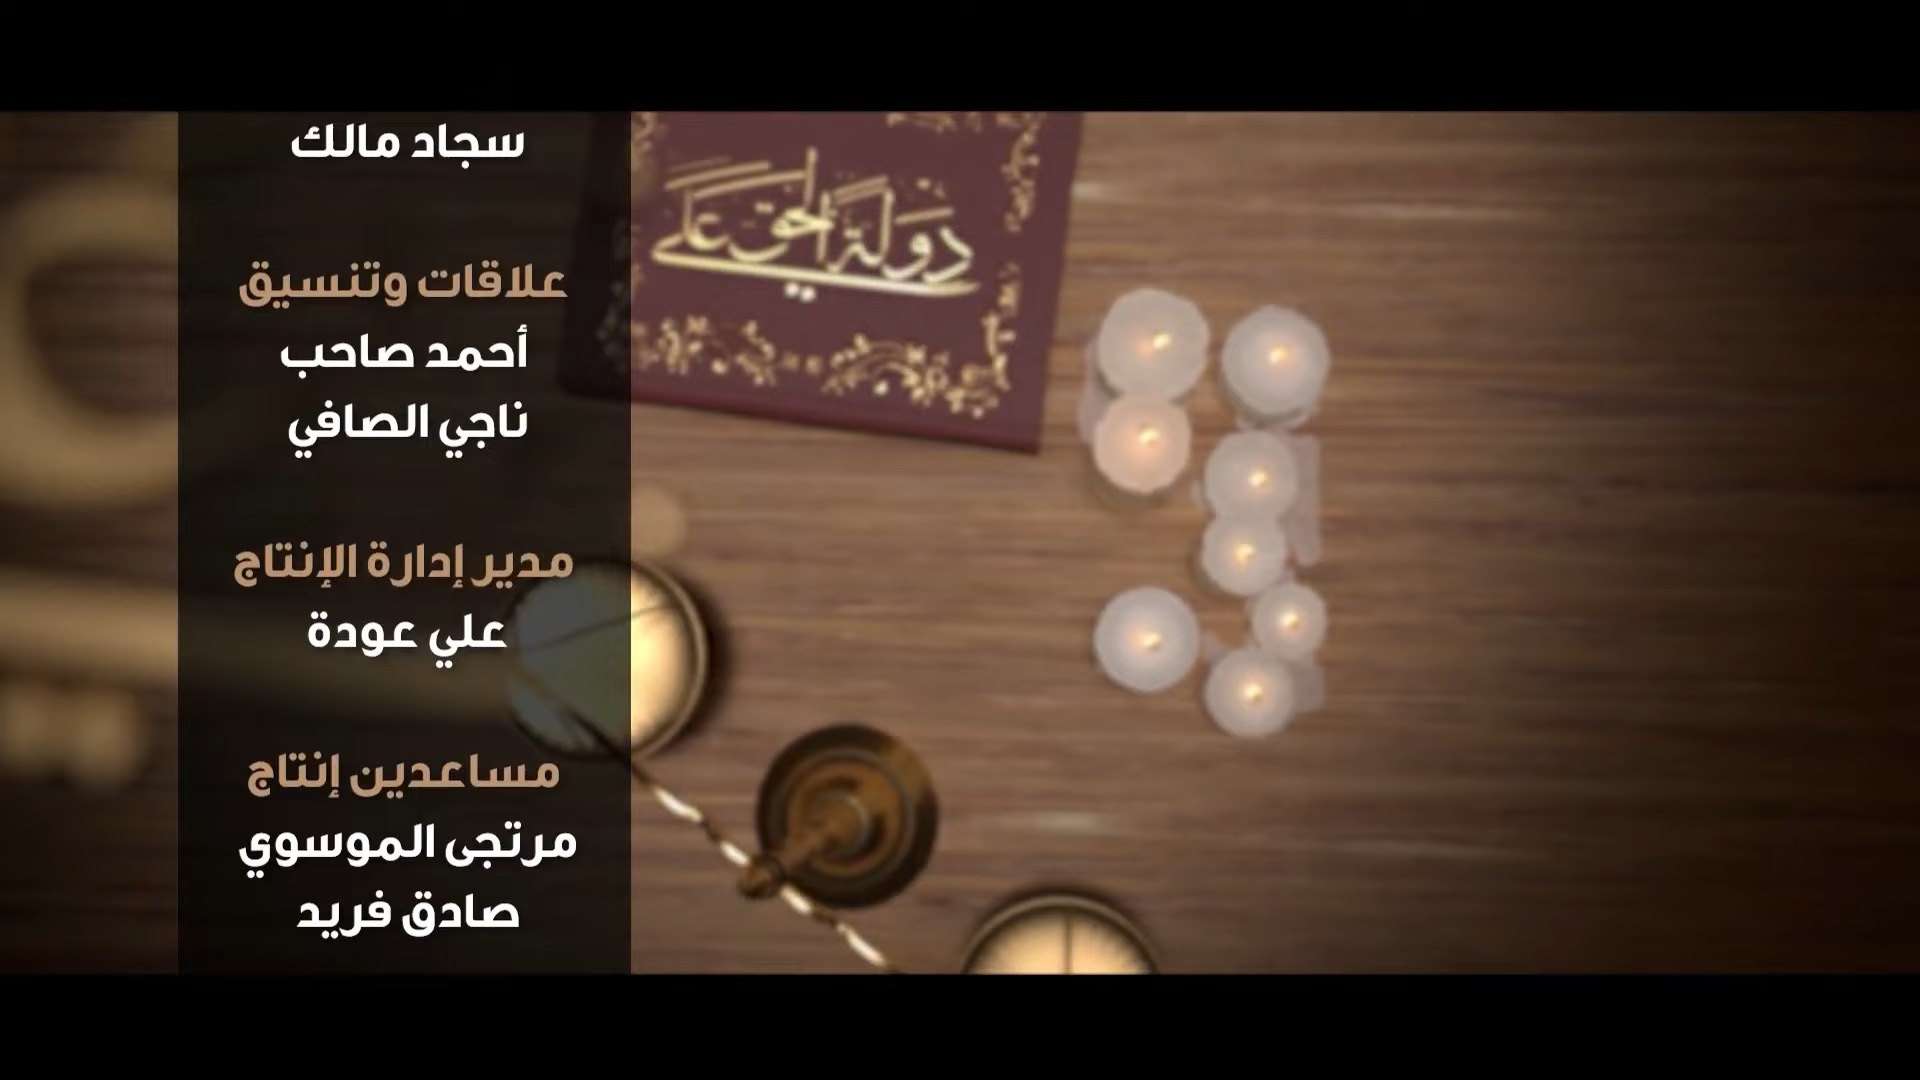 سجاد مالك
علاقات وتنسيق
أحمد صاحب
ناجي الصافي
مدير إدارة الإنتاج
علي عودة
مساعدين إنتاج
مرتجى الموسوي
صادق فريد
دولة الحق علي